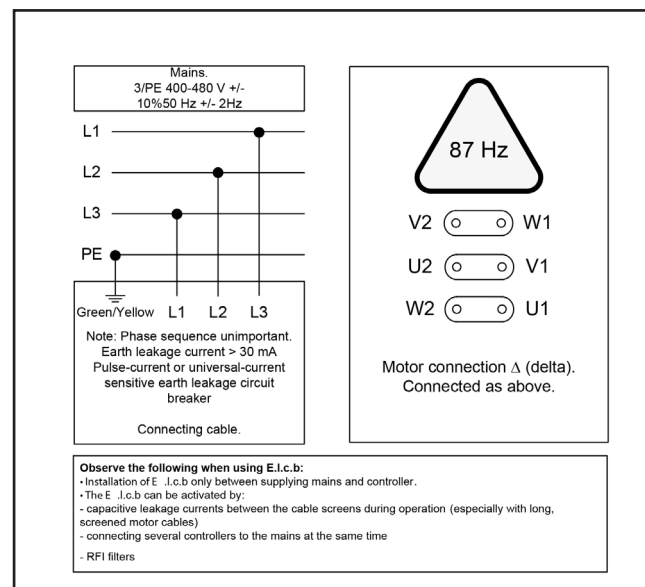 Mains.
3/PE 400-480 V +/-
10%50 Hz +/- 2Hz
L1
L2
L3
PE
Green/Yellow L1 L2 L3
Note: Phase sequence unimportant.
Earth leakage current > 30 mA
Pulse-current or universal-current
sensitive earth leakage circuit
breaker
Connecting cable.
87 Hz
V2 W1
U2 V1
W2 U1
Motor connection Δ (delta).
Connected as above.
Observe the following when using E.l.c.b:
• Installation of E .l.c.b only between supplying mains and controller.
• The E .l.c.b can be activated by:
- capacitive leakage currents between the cable screens during operation (especially with long,
screened motor cables)
- connecting several controllers to the mains at the same time
- RFI filters